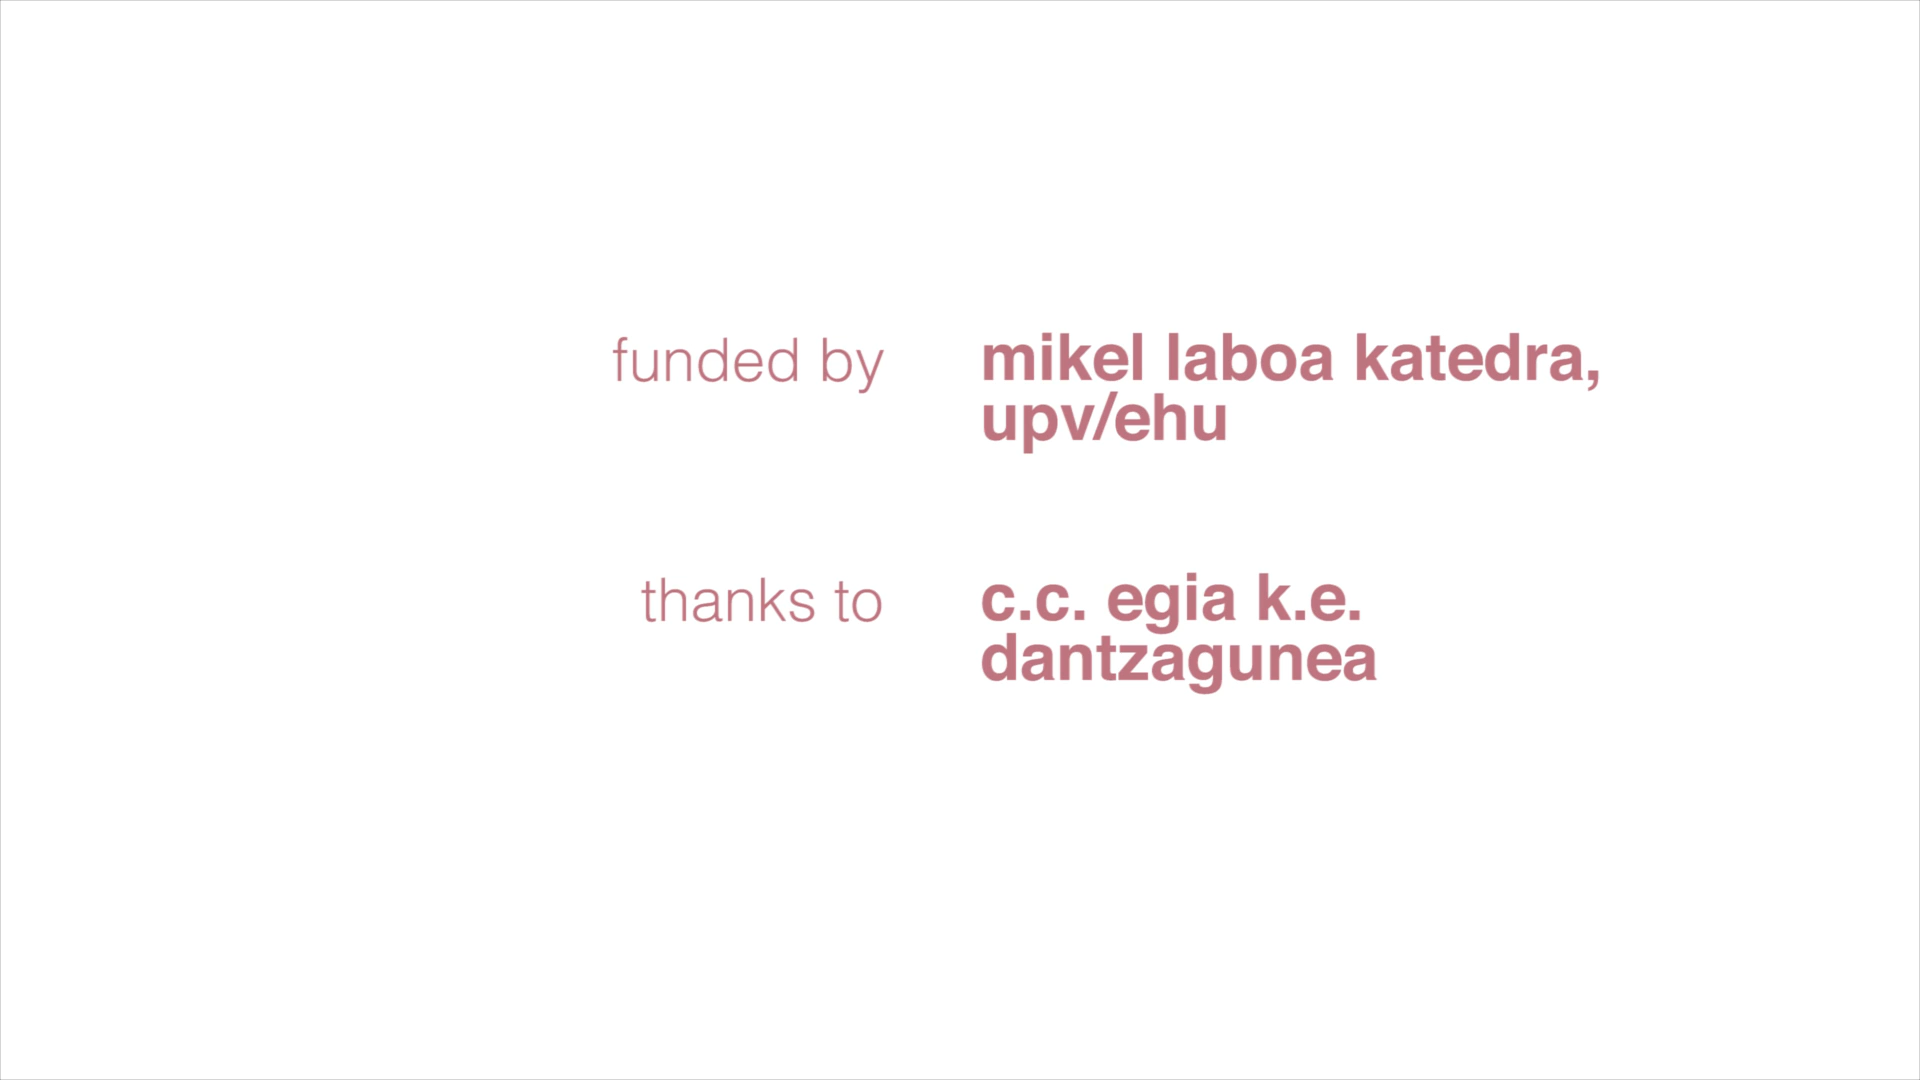 funded by mikel laboa katedra,
upv/ehu
thanks to c.c. egia k.e.
dantzagunea